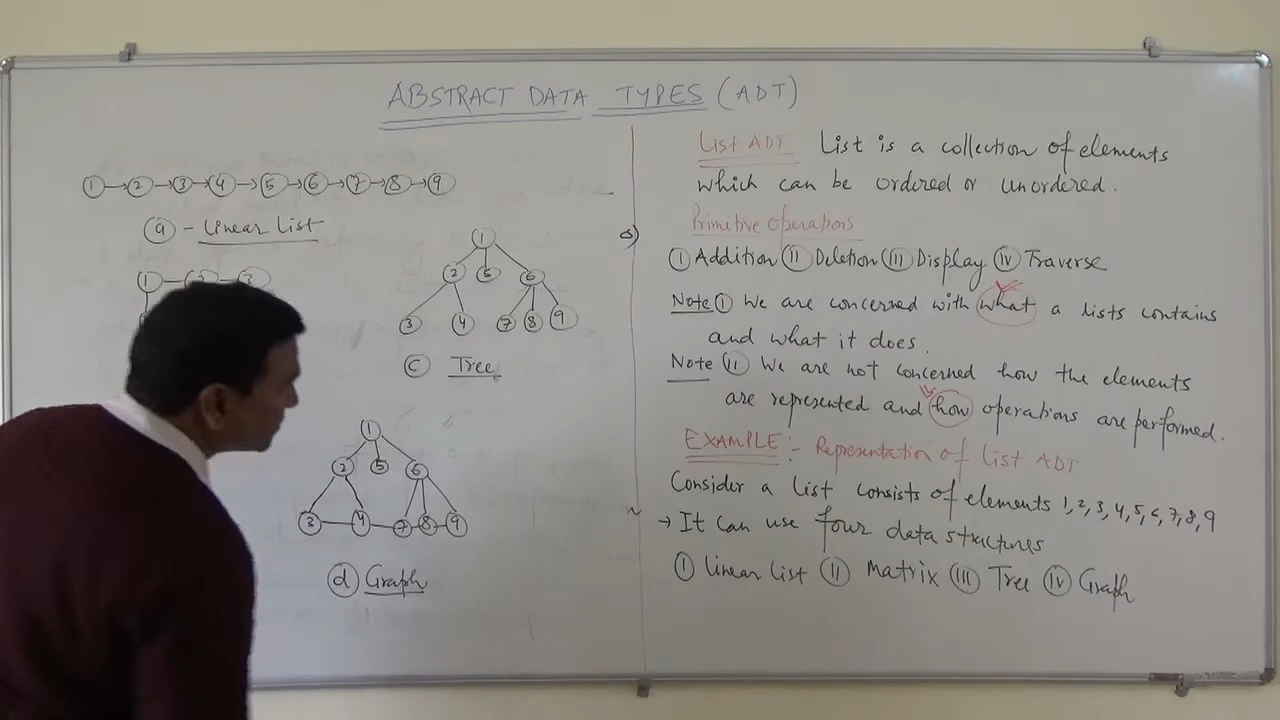 ABSTRACT DATA TYPES (ADT)
1 → 2 → 3 → 4 → 5 → 6 → 7 → 8 → 9
(a) - Linear List
1
1
2 5 6
3 4 7 8 9
(c) Tree
1
2 5 6
3 4 7 8 9
(d) Graph
List ADT List is a collection of elements
which can be ordered or unordered.
Primitive operations
(I) Addition (II) Deletion (III) Display (IV) Traverse
Note (I) We are concerned with what a lists contains
and what it does.
Note (II) We are not concerned how the elements
are represented and how operations are performed.
EXAMPLE:- Representation of List ADT
Consider a list consists of elements 1,2,3,4,5,6,7,8,9
→ It can use four data structures
(I) Linear list (II) Matrix (III) Tree (IV) Graph